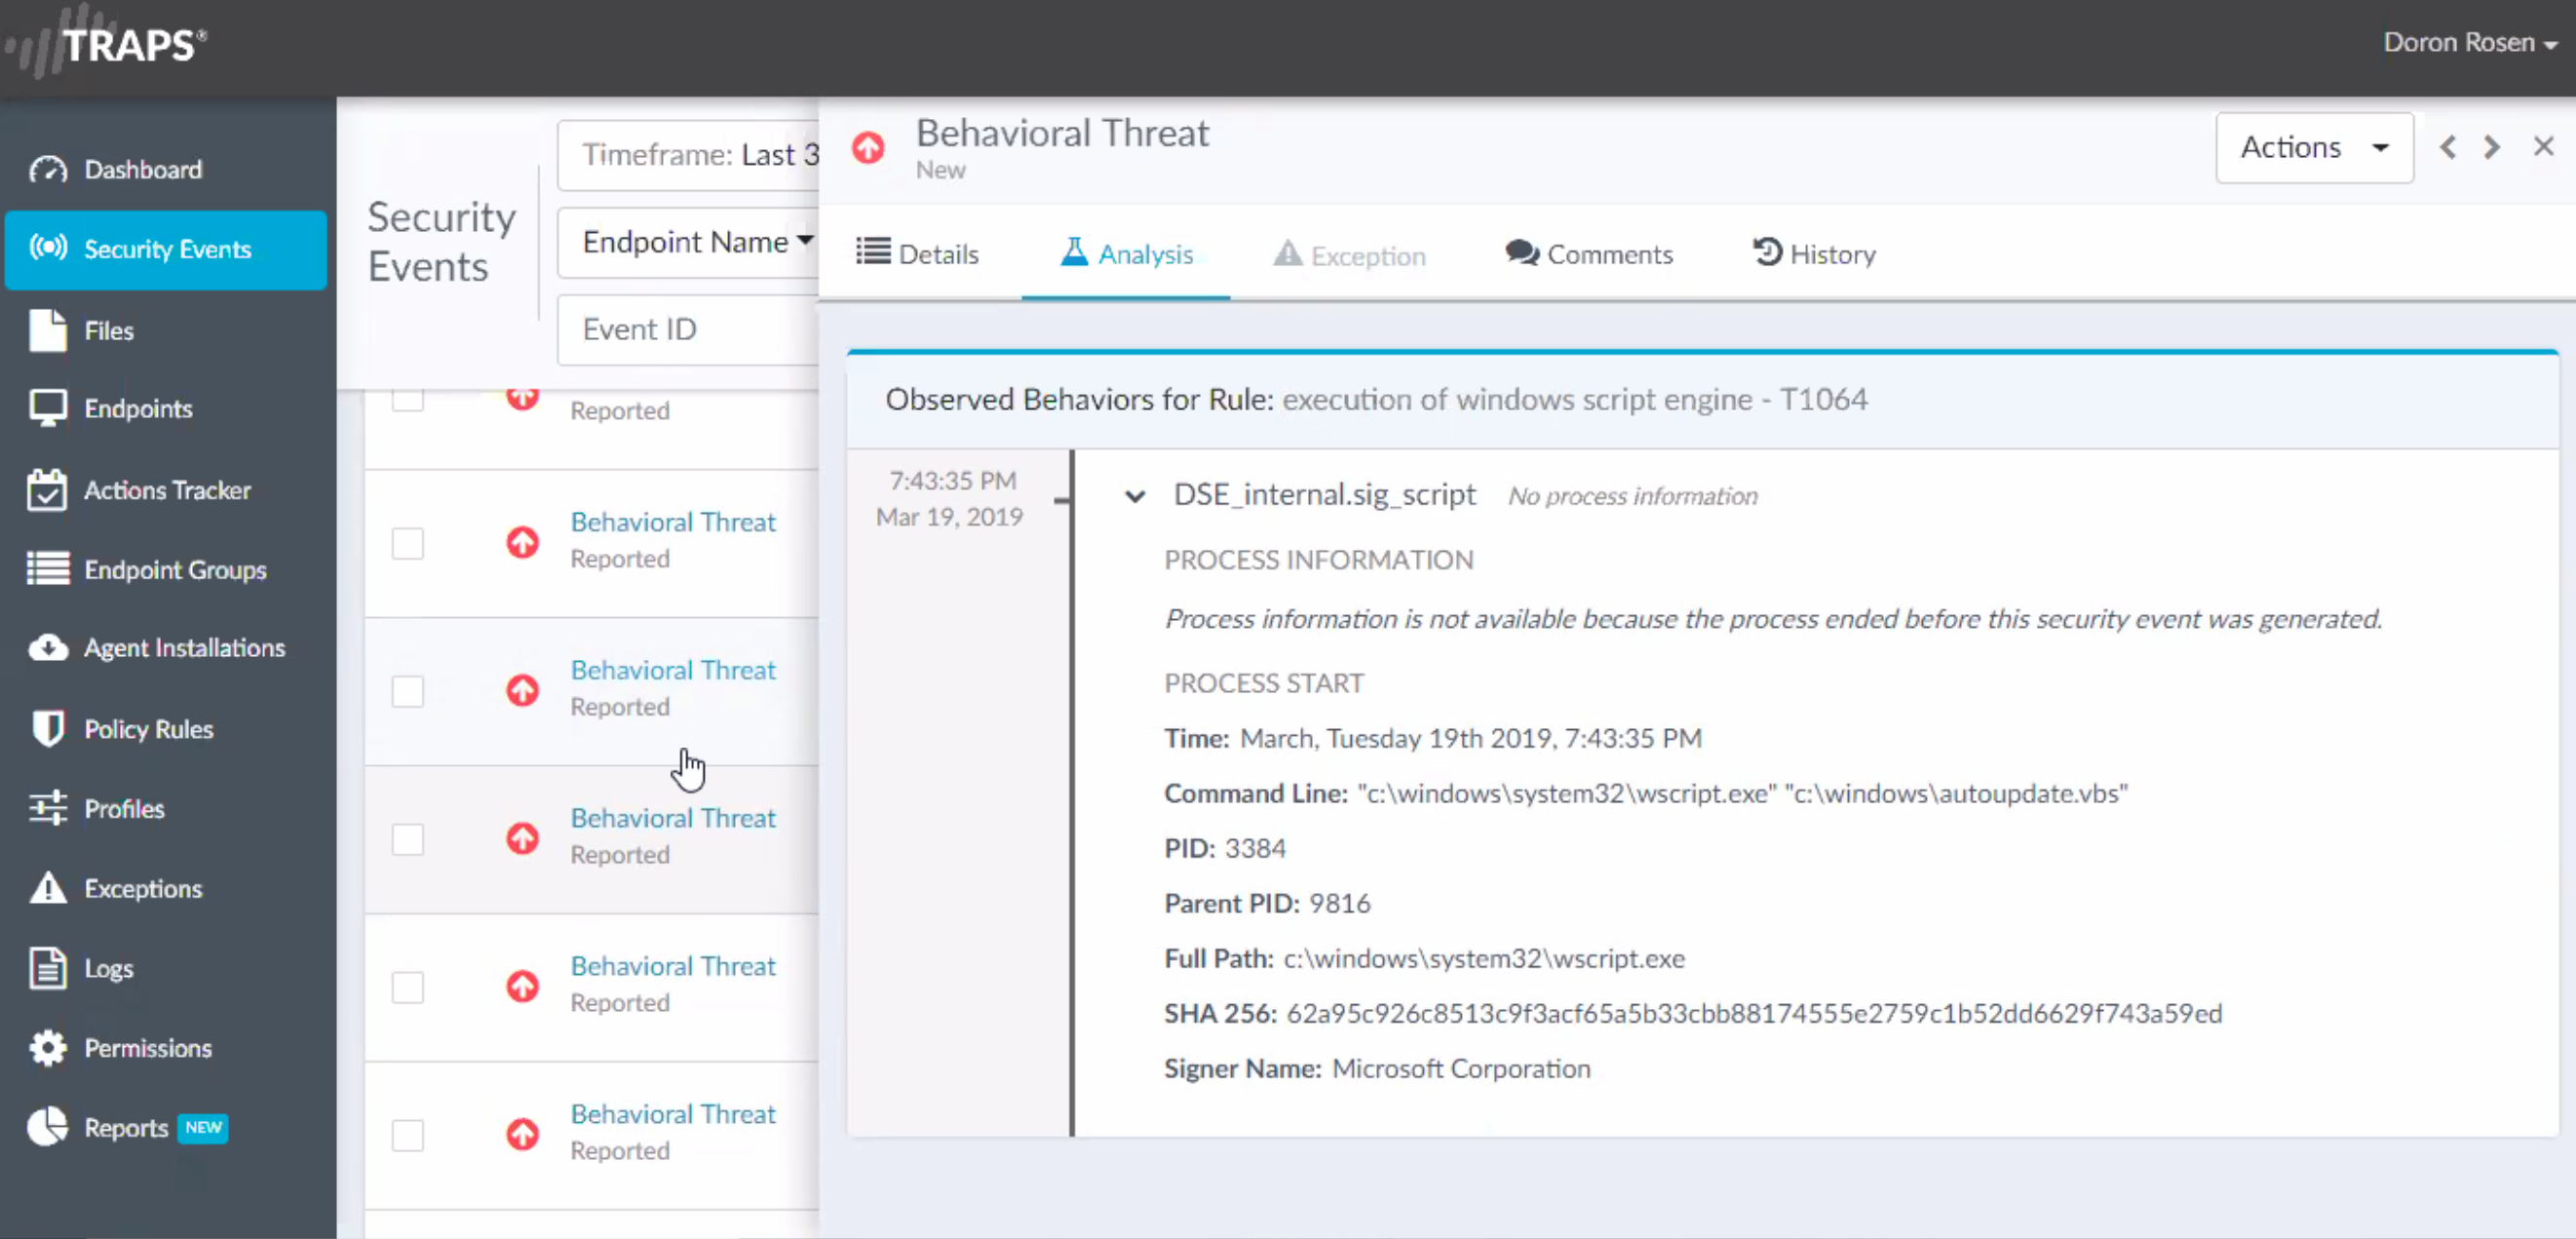 TRAPS®
Doron Rosen
Dashboard
Security Events
Files
Endpoints
Actions Tracker
Endpoint Groups
Agent Installations
Policy Rules
Profiles
Exceptions
Logs
Permissions
Reports NEW
Security
Events
Timeframe: Last 3
Endpoint Name
Event ID
Reported
Behavioral Threat
Reported
Behavioral Threat
Reported
Behavioral Threat
Reported
Behavioral Threat
Reported
Behavioral Threat
Reported
Behavioral Threat
New
Actions
Details
Analysis
Exception
Comments
History
Observed Behaviors for Rule: execution of windows script engine - T1064
7:43:35 PM
Mar 19, 2019
DSE_internal.sig_script No process information
PROCESS INFORMATION
Process information is not available because the process ended before this security event was generated.
PROCESS START
Time: March, Tuesday 19th 2019, 7:43:35 PM
Command Line: "c:\windows\system32\wscript.exe" "c:\windows\autoupdate.vbs"
PID: 3384
Parent PID: 9816
Full Path: c:\windows\system32\wscript.exe
SHA 256: 62a95c926c8513c9f3acf65a5b33cbb88174555e2759c1b52dd6629f743a59ed
Signer Name: Microsoft Corporation